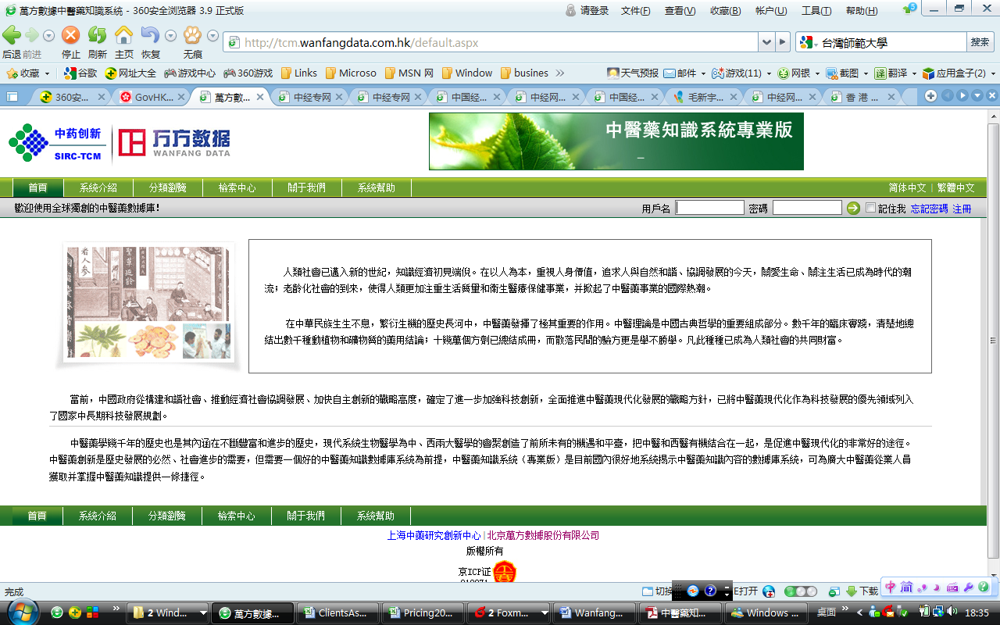 萬方數據中醫藥知識系统 - 360安全浏览器 3.9 正式版
请登录 文件(F) 查看(V) 收藏(B) 帐户(U) 工具(T) 帮助(H) 5
后退 前进 停止 刷新 主页 恢复 无痕
http://tcm.wanfangdata.com.hk/default.aspx
台灣師範大學 搜索
收藏 谷歌 网址大全 游戏中心 360游戏 Links Microso MSN 网 Window busines »
天气预报 邮件 游戏(11) 网银 截图 翻译 应用盒子(2)
360安... GovHK... 萬方數... 中经专网 中经专网 中国经... 中经网... 中国经... 毛新宇... 中经网... 香 港 ...
中药创新
SIRC-TCM
万方数据
WANFANG DATA
中醫藥知識系統專業版
首頁 系統介紹 分類瀏覽 檢索中心 關于我們 系統幫助
简体中文 | 繁體中文
歡迎使用全球獨創的中醫藥數據庫！
用戶名 密碼 記住我 忘記密碼 注冊
人類社會已邁入新的世紀，知識經濟初見端倪。在以人為本，重視人身價值，追求人與自然和諧、協調發展的今天，關愛生命、關注生活已成為時代的潮
流；老齡化社會的到來，使得人類更加注重生活質量和衛生醫療保健事業，并掀起了中醫藥事業的國際熱潮。
在中華民族生生不息，繁衍生機的歷史長河中，中醫藥發揮了極其重要的作用。中醫理論是中國古典哲學的重要組成部分。數千年的臨床實踐，清楚地總
結出數千種動植物和礦物質的藥用結論；十幾萬個方劑已總結成冊，而散落民間的驗方更是舉不勝舉。凡此種種已成為人類社會的共同財富。
當前，中國政府從構建和諧社會、推動經濟社會協調發展、加快自主創新的戰略高度，確定了進一步加強科技創新，全面推進中醫藥現代化發展的戰略方針，已將中醫藥現代化作為科技發展的優先領域列入
了國家中長期科技發展規劃。
中醫藥學幾千年的歷史也是其內涵在不斷豐富和進步的歷史，現代系統生物醫學為中、西兩大醫學的會聚創造了前所未有的機遇和平臺，把中醫和西醫有機結合在一起，是促進中醫現代化的非常好的途徑。
中醫藥創新是歷史發展的必然、社會進步的需要，但需要一個好的中醫藥知識數據庫系統為前提，中醫藥知識系統（專業版）是目前國內很好地系統揭示中醫藥知識內容的數據庫系統，可為廣大中醫藥從業人員
獲取并掌握中醫藥知識提供一條捷徑。
首頁 系統介紹 分類瀏覽 檢索中心 關于我們 系統幫助
上海中藥研究創新中心 | 北京萬方數據股份有限公司
版權所有
京ICP证
完成 切换 E打开 下载 中 简
2 Wind... 萬方數據... ClientsAs... Pricing20... 2 Foxm... Wanfang... 中醫藥知... Windows ... 桌面 » 18:35